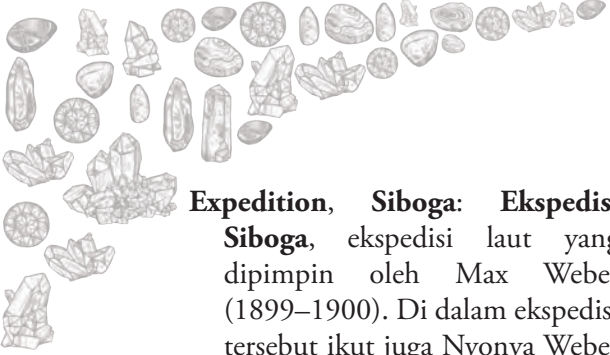 Expedition, Siboga: Ekspedis
Siboga, ekspedisi laut yang
dipimpin oleh Max Webe
(1899–1900). Di dalam ekspedis
tersebut ikut juga Nyonya Webe